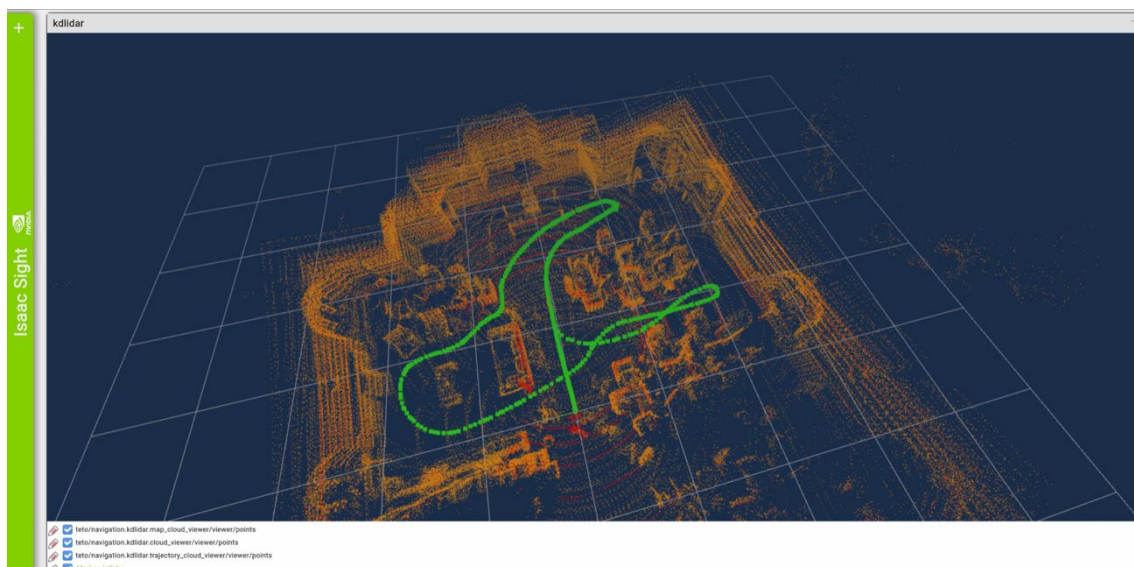 kdlidar
+
Isaac Sight
NVIDIA
teto/navigation.kdlidar.map_cloud_viewer/viewer/points
teto/navigation.kdlidar.cloud_viewer/viewer/points
teto/navigation.kdlidar.trajectory_cloud_viewer/viewer/points